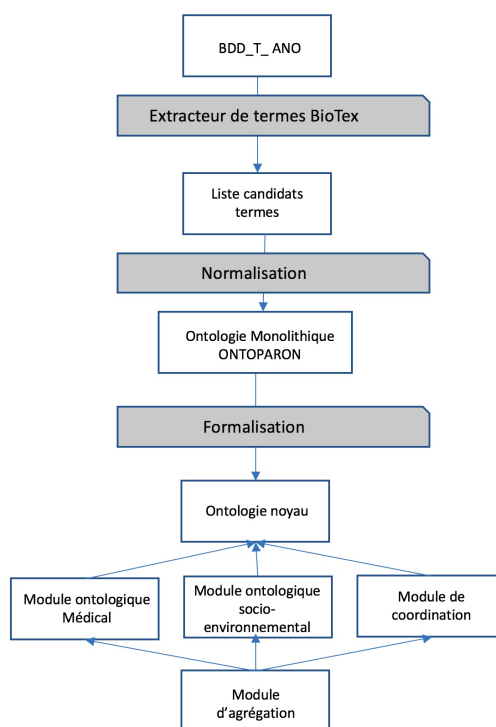 BDD_T_ ANO
Extracteur de termes BioTex
Liste candidats
termes
Normalisation
Ontologie Monolithique
ONTOPARON
Formalisation
Ontologie noyau
Module ontologique
Médical
Module ontologique
socio-
environnemental
Module de
coordination
Module
d’agrégation